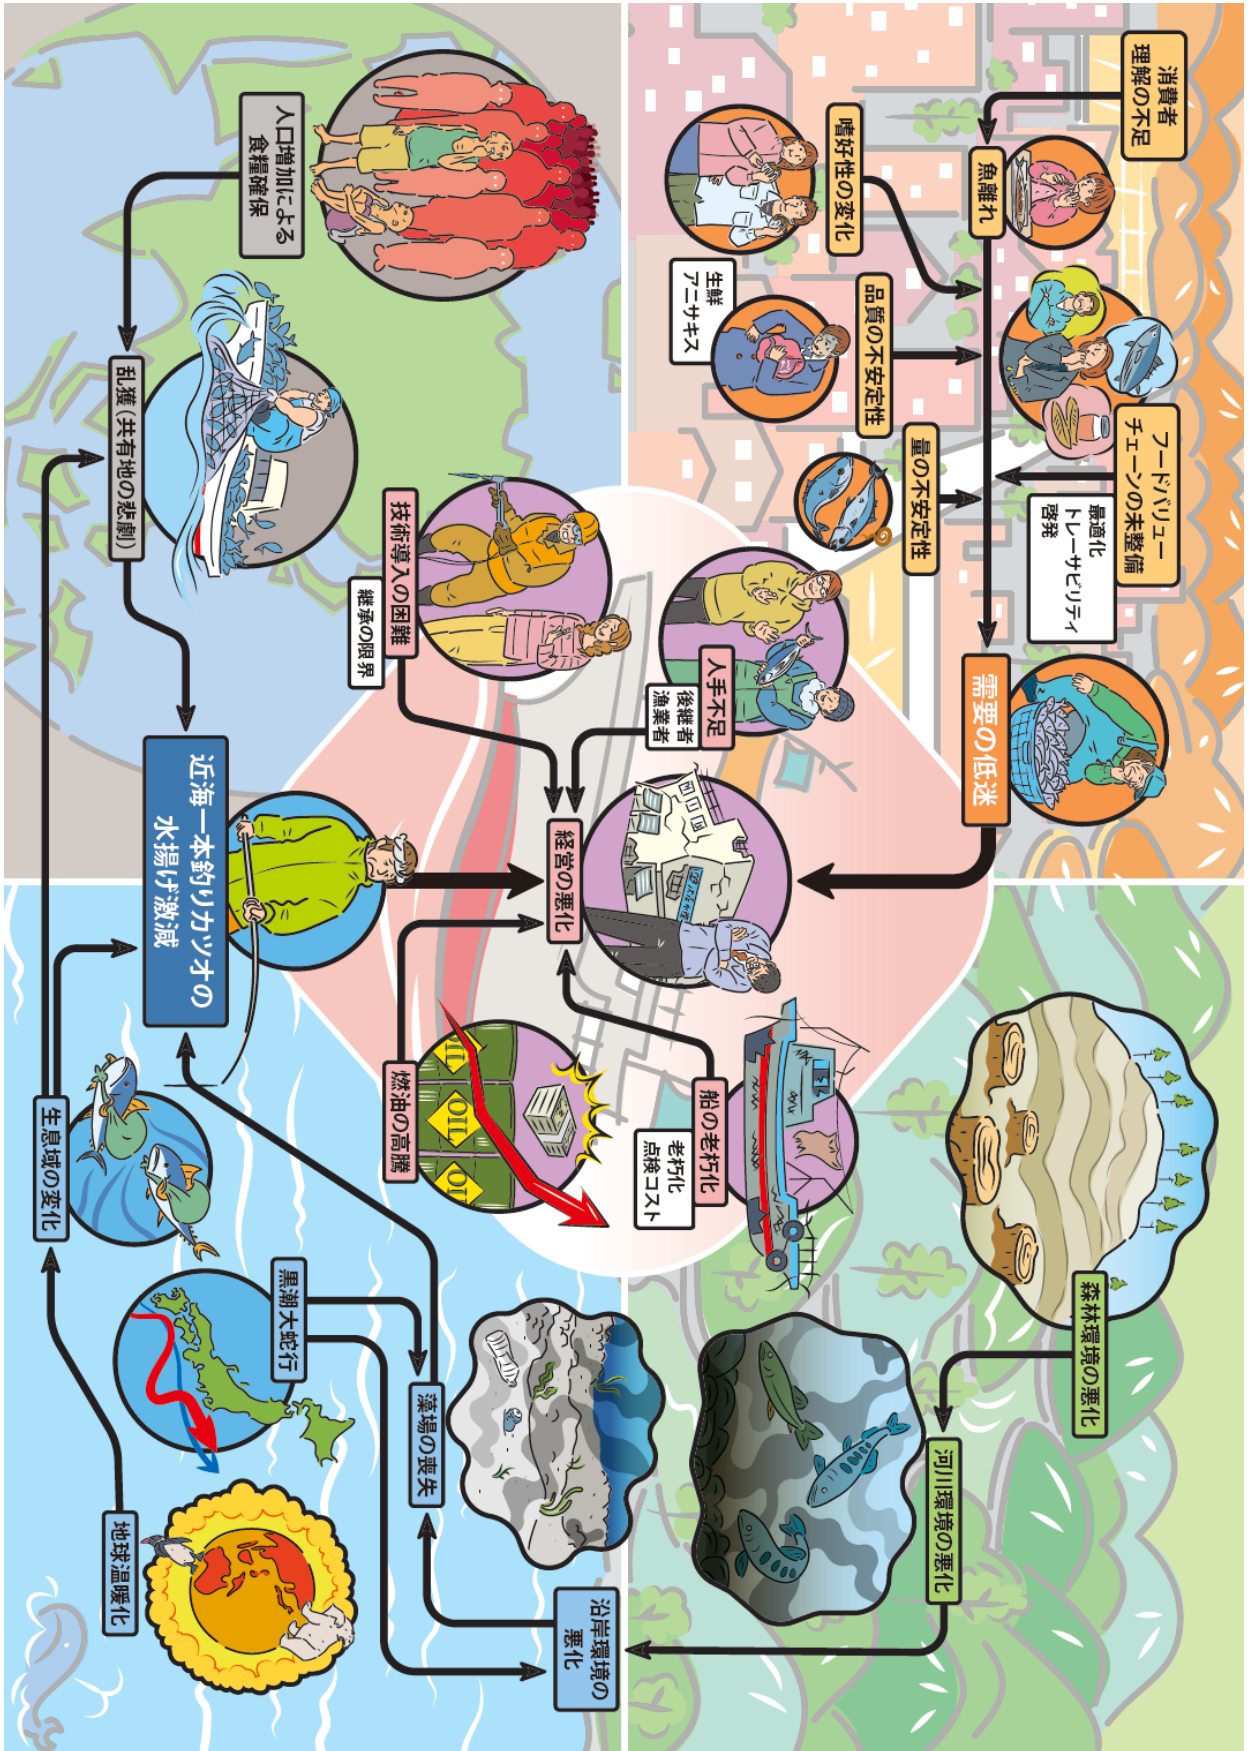 消費者
理解の不足
魚離れ
嗜好性の変化
品質の不安定性
生鮮
アニサキス
量の不安定性
フードバリュー
チェーンの未整備
最適化
トレーサビリティ
啓発
需要の低迷
森林環境の悪化
河川環境の悪化
人手不足
後継者
漁業者
技術導入の困難
継承の限界
経営の悪化
船の老朽化
老朽化
点検コスト
燃油の高騰
OIL
OIL
OIL
人口増加による
食糧確保
乱獲(共有地の悲劇)
近海一本釣りカツオの
水揚げ激減
生息域の変化
黒潮大蛇行
藻場の喪失
沿岸環境の
悪化
地球温暖化